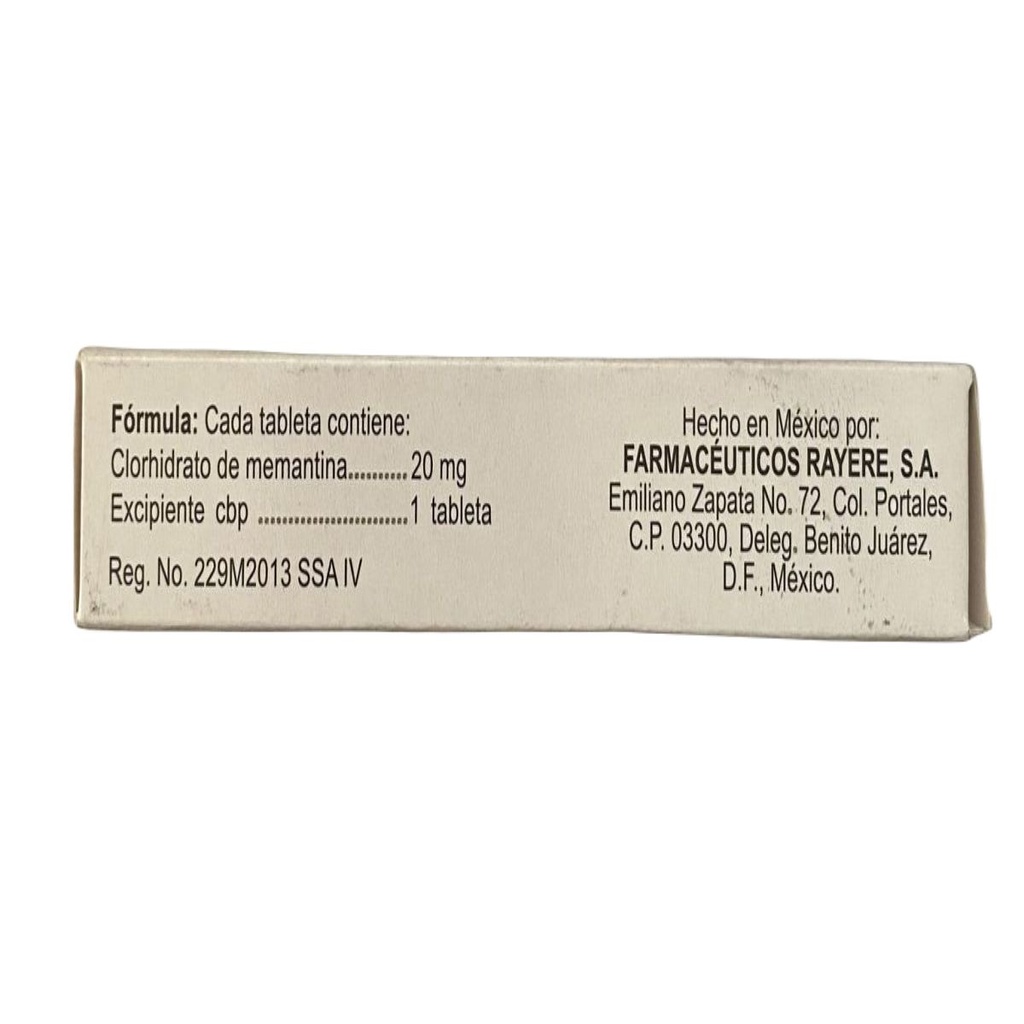 Fórmula: Cada tableta contiene:
Clorhidrato de memantina.......... 20 mg
Excipiente cbp .........................1 tableta
Reg. No. 229M2013 SSA IV
Hecho en México por:
FARMACÉUTICOS RAYERE, S.A.
Emiliano Zapata No. 72, Col. Portales,
C.P. 03300, Deleg. Benito Juárez,
D.F., México.